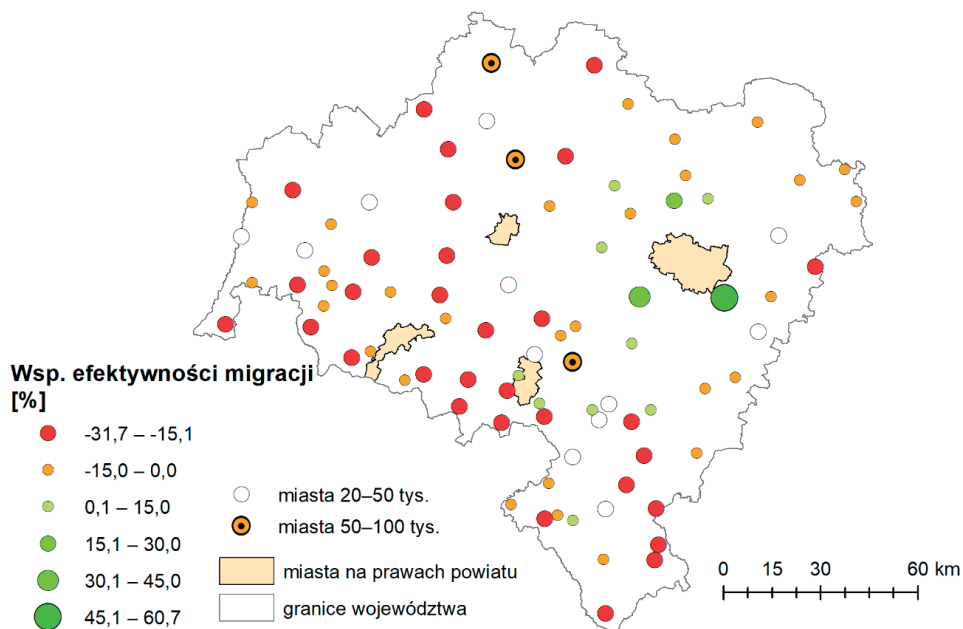 Wsp. efektywności migracji
[%]
-31,7 – -15,1
-15,0 – 0,0
0,1 – 15,0
15,1 – 30,0
30,1 – 45,0
45,1 – 60,7
miasta 20–50 tys.
miasta 50–100 tys.
miasta na prawach powiatu
granice województwa
0 15 30 60 km